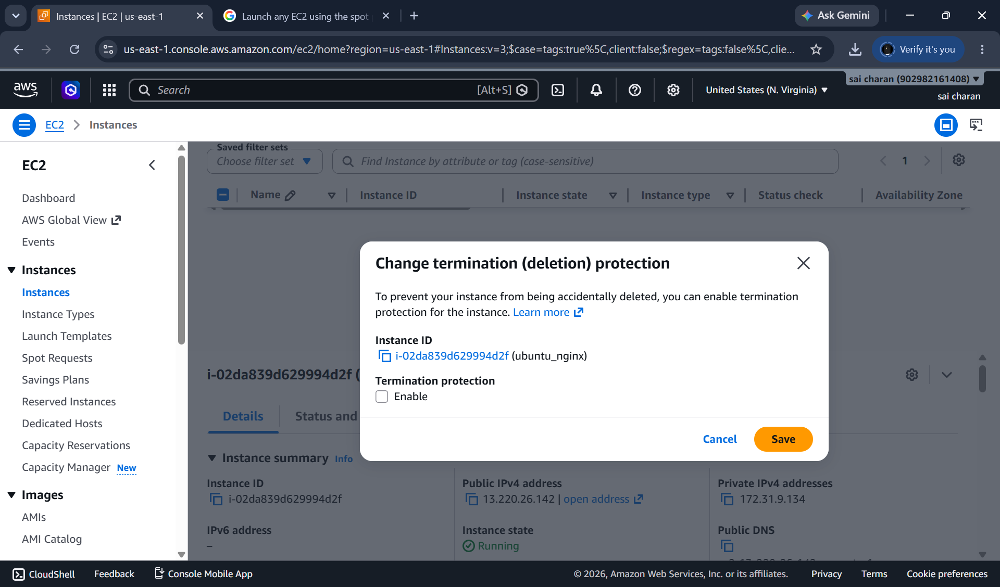 Instances | EC2 | us-east-1
Launch any EC2 using the spot
Ask Gemini
us-east-1.console.aws.amazon.com/ec2/home?region=us-east-1#Instances:v=3;$case=tags:true%5C,client:false;$regex=tags:false%5C,clie...
Verify it's you
aws
Search
[Alt+S]
United States (N. Virginia)
sai charan (902982161408)
sai charan
EC2
Instances
EC2
Dashboard
AWS Global View
Events
Instances
Instances
Instance Types
Launch Templates
Spot Requests
Savings Plans
Reserved Instances
Dedicated Hosts
Capacity Reservations
Capacity Manager New
Images
AMIs
AMI Catalog
Saved filter sets
Choose filter set
Find Instance by attribute or tag (case-sensitive)
1
Name
Instance ID
Instance state
Instance type
Status check
Availability Zone
Change termination (deletion) protection
To prevent your instance from being accidentally deleted, you can enable termination
protection for the instance. Learn more
Instance ID
i-02da839d629994d2f (ubuntu_nginx)
Termination protection
Enable
Cancel
Save
i-02da839d629994d2f (
Details
Status and
Instance summary Info
Instance ID
i-02da839d629994d2f
Public IPv4 address
13.220.26.142 | open address
Private IPv4 addresses
172.31.9.134
IPv6 address
–
Instance state
Running
Public DNS
CloudShell
Feedback
Console Mobile App
© 2026, Amazon Web Services, Inc. or its affiliates.
Privacy
Terms
Cookie preferences